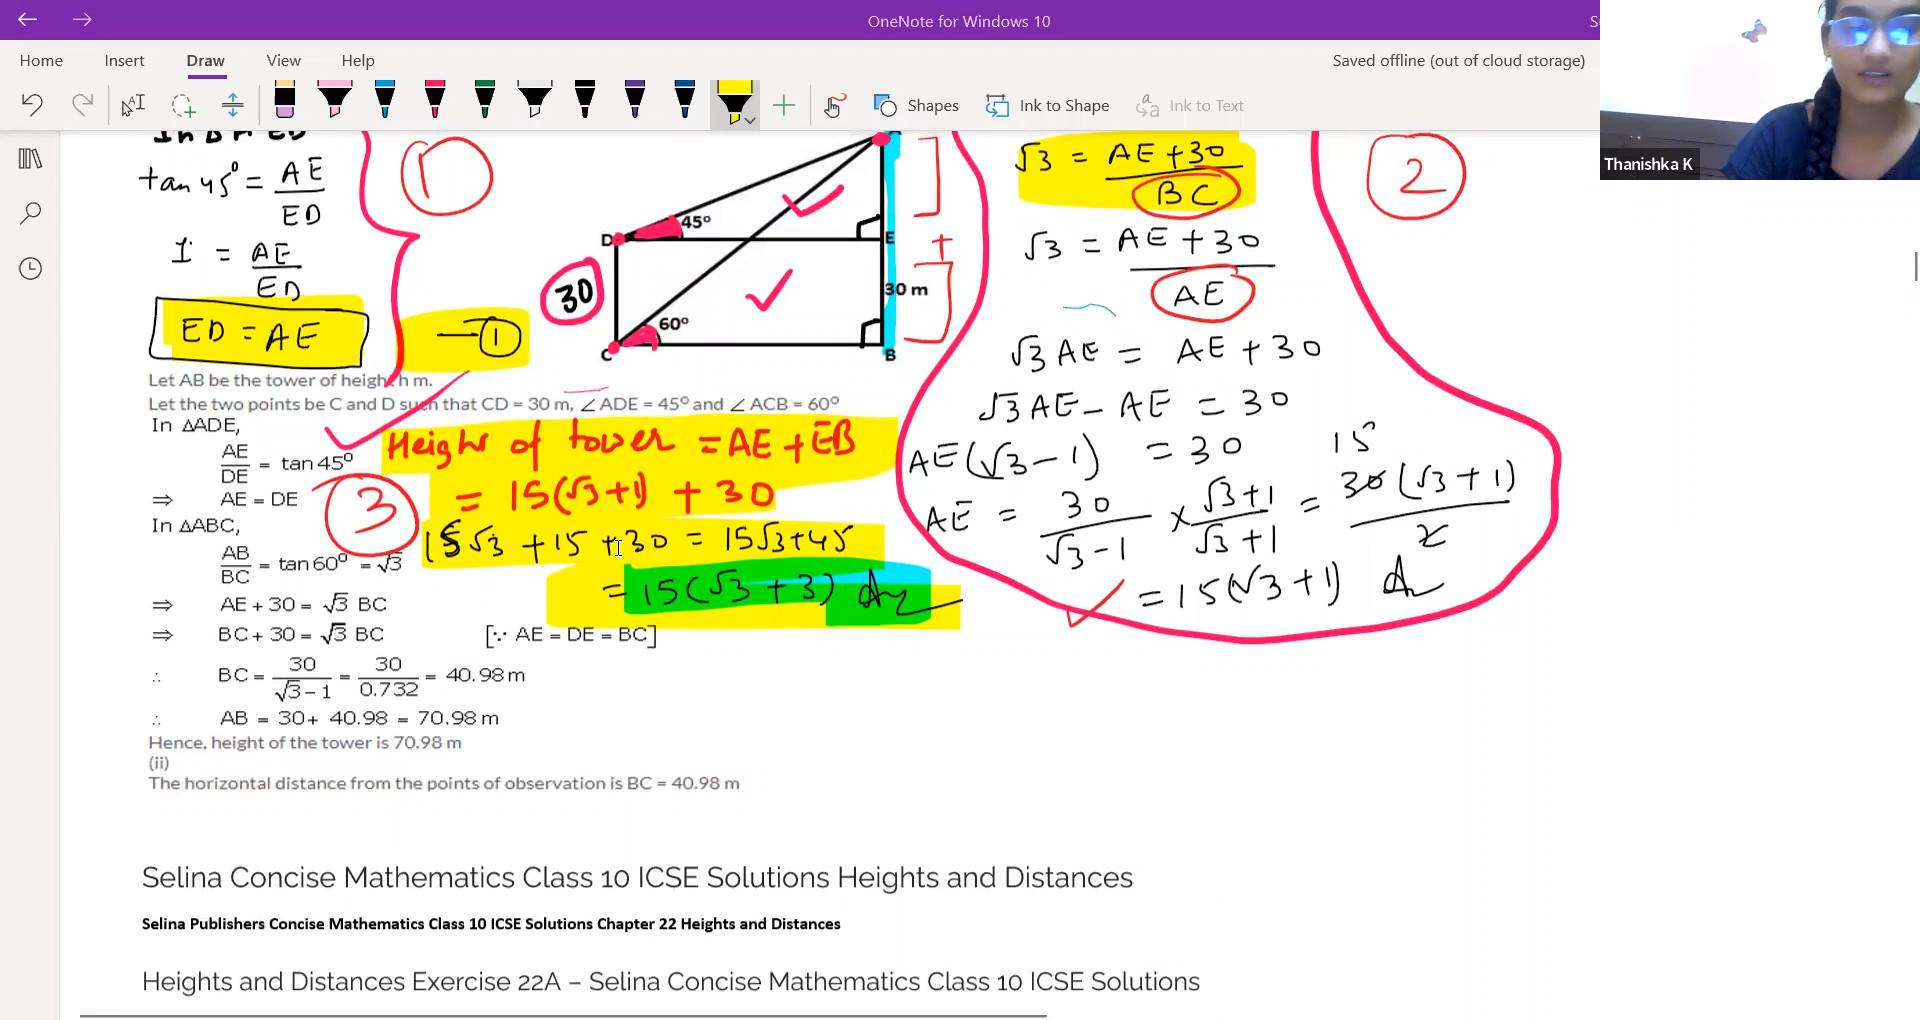 OneNote for Windows 10
Home Insert Draw View Help
Saved offline (out of cloud storage)
Shapes Ink to Shape Ink to Text
Thanishka K
tan 45° = AE / ED
1 = AE / ED
ED = AE — ①
①
D 45° E
30
30 m
60°
C B
√3 = AE + 30 / BC
②
√3 = AE + 30 / AE
√3 AE = AE + 30
√3 AE - AE = 30
AE (√3 - 1) = 30
AE = 30 / √3 - 1 × √3 + 1 / √3 + 1 = 30 (√3 + 1) / 2
15
= 15 (√3 + 1)
Let AB be the tower of height h m.
Let the two points be C and D such that CD = 30 m, ∠ADE = 45° and ∠ACB = 60°
In ΔADE,
AE / DE = tan 45°
⇒ AE = DE
In ΔABC,
AB / BC = tan 60° = √3
⇒ AE + 30 = √3 BC
⇒ BC + 30 = √3 BC [∵ AE = DE = BC]
∴ BC = 30 / √3 - 1 = 30 / 0.732 = 40.98 m
∴ AB = 30 + 40.98 = 70.98 m
Hence, height of the tower is 70.98 m
(ii)
The horizontal distance from the points of observation is BC = 40.98 m
③
Height of tower = AE + EB
= 15 (√3 + 1) + 30
15√3 + 15 + 30 = 15√3 + 45
= 15 (√3 + 3)
Selina Concise Mathematics Class 10 ICSE Solutions Heights and Distances
Selina Publishers Concise Mathematics Class 10 ICSE Solutions Chapter 22 Heights and Distances
Heights and Distances Exercise 22A – Selina Concise Mathematics Class 10 ICSE Solutions